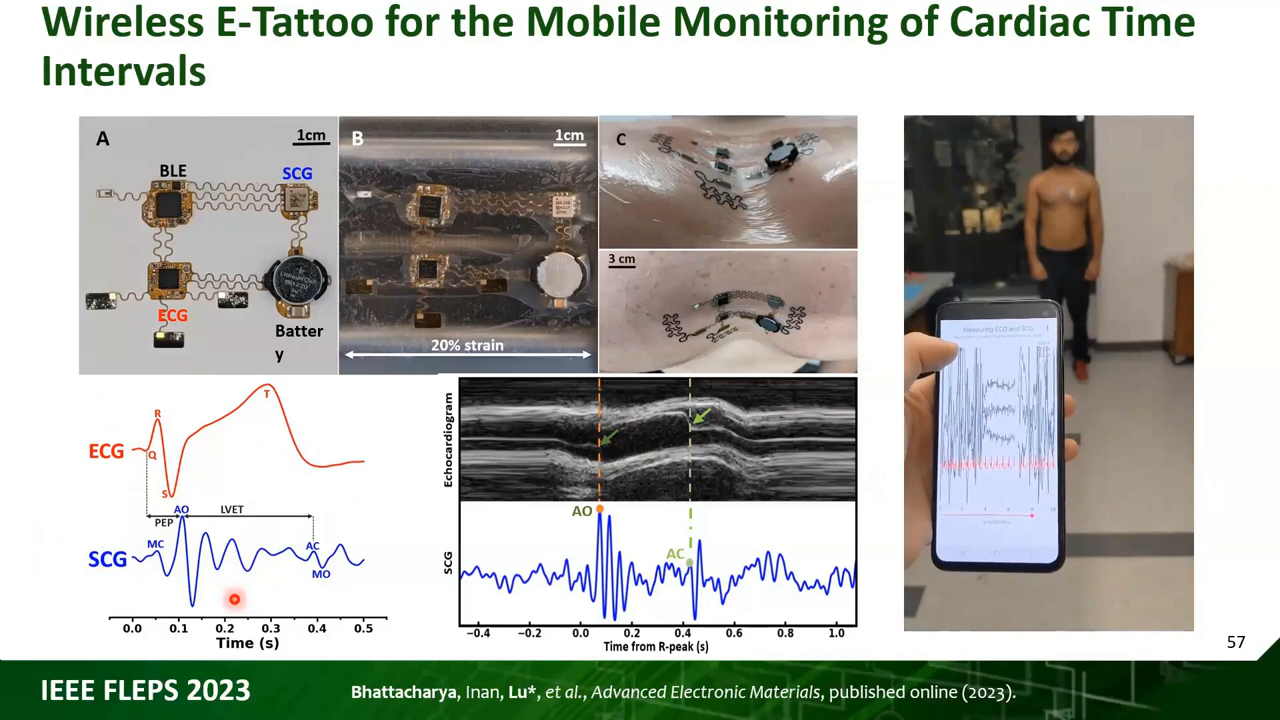 Wireless E-Tattoo for the Mobile Monitoring of Cardiac Time
Intervals
A
1cm
BLE
SCG
ECG
Batter
y
B
1cm
20% strain
C
3 cm
ECG
R
Q
S
T
PEP
LVET
SCG
MC
AO
AC
MO
0.0 0.1 0.2 0.3 0.4 0.5
Time (s)
Echocardiogram
SCG
AO
AC
−0.4 −0.2 0.0 0.2 0.4 0.6 0.8 1.0
Time from R-peak (s)
Measuring ECG and SCG
57
IEEE FLEPS 2023
Bhattacharya, Inan, Lu*, et al., Advanced Electronic Materials, published online (2023).